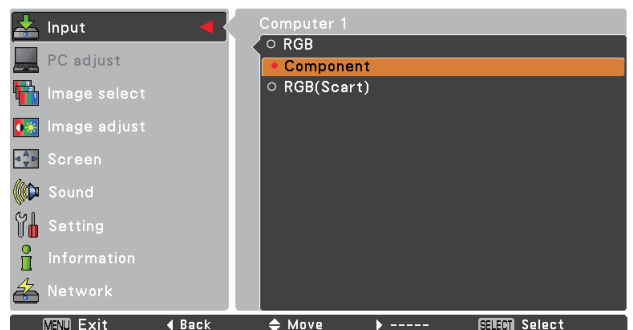 Input
PC adjust
Image select
Image adjust
Screen
Sound
Setting
Information
Network
Computer 1
RGB
Component
RGB(Scart)
MENU Exit Back Move ----- SELECT Select